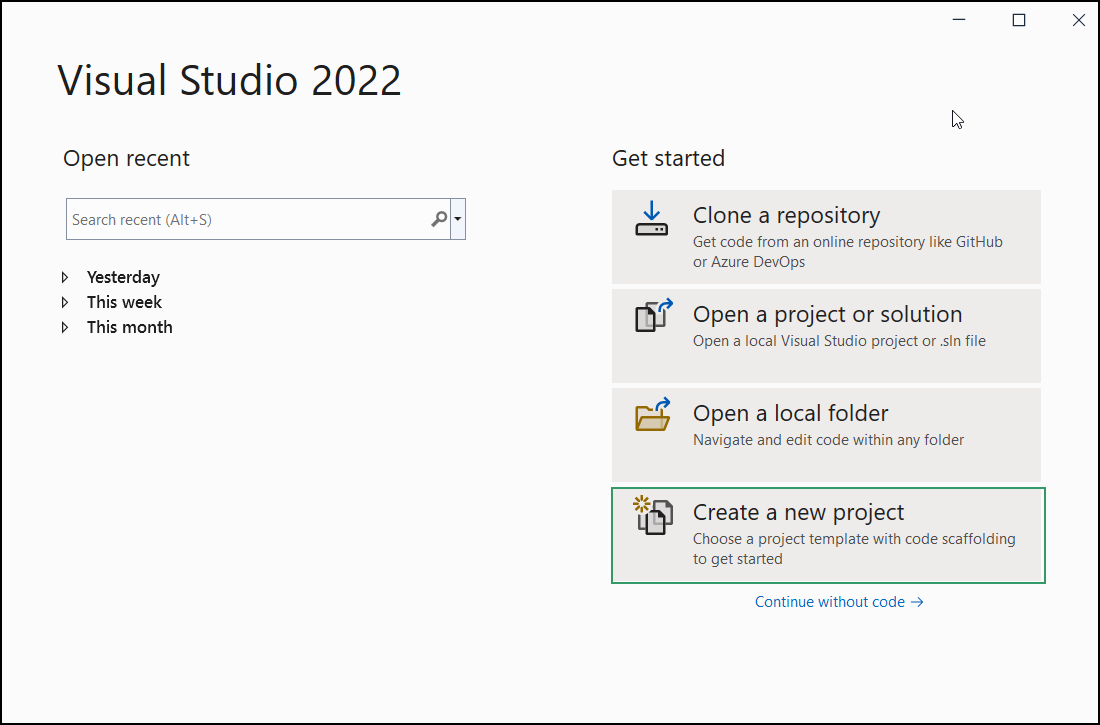 Visual Studio 2022
Open recent
Search recent (Alt+S)
Yesterday
This week
This month
Get started
Clone a repository
Get code from an online repository like GitHub
or Azure DevOps
Open a project or solution
Open a local Visual Studio project or .sln file
Open a local folder
Navigate and edit code within any folder
Create a new project
Choose a project template with code scaffolding
to get started
Continue without code →